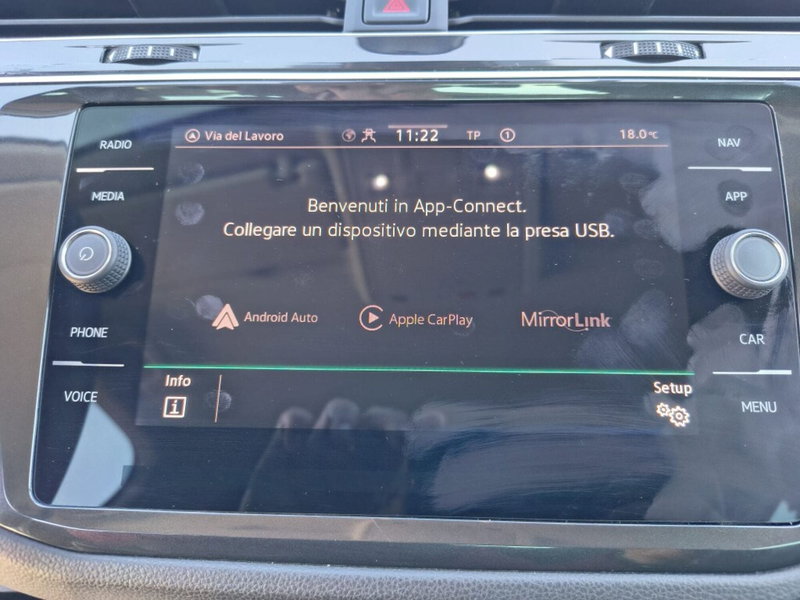 RADIO
MEDIA
PHONE
VOICE
Via del Lavoro
11:22
TP
1
18.0°C
Benvenuti in App-Connect.
Collegare un dispositivo mediante la presa USB.
Android Auto
Apple CarPlay
MirrorLink
Info
i
Setup
NAV
APP
CAR
MENU